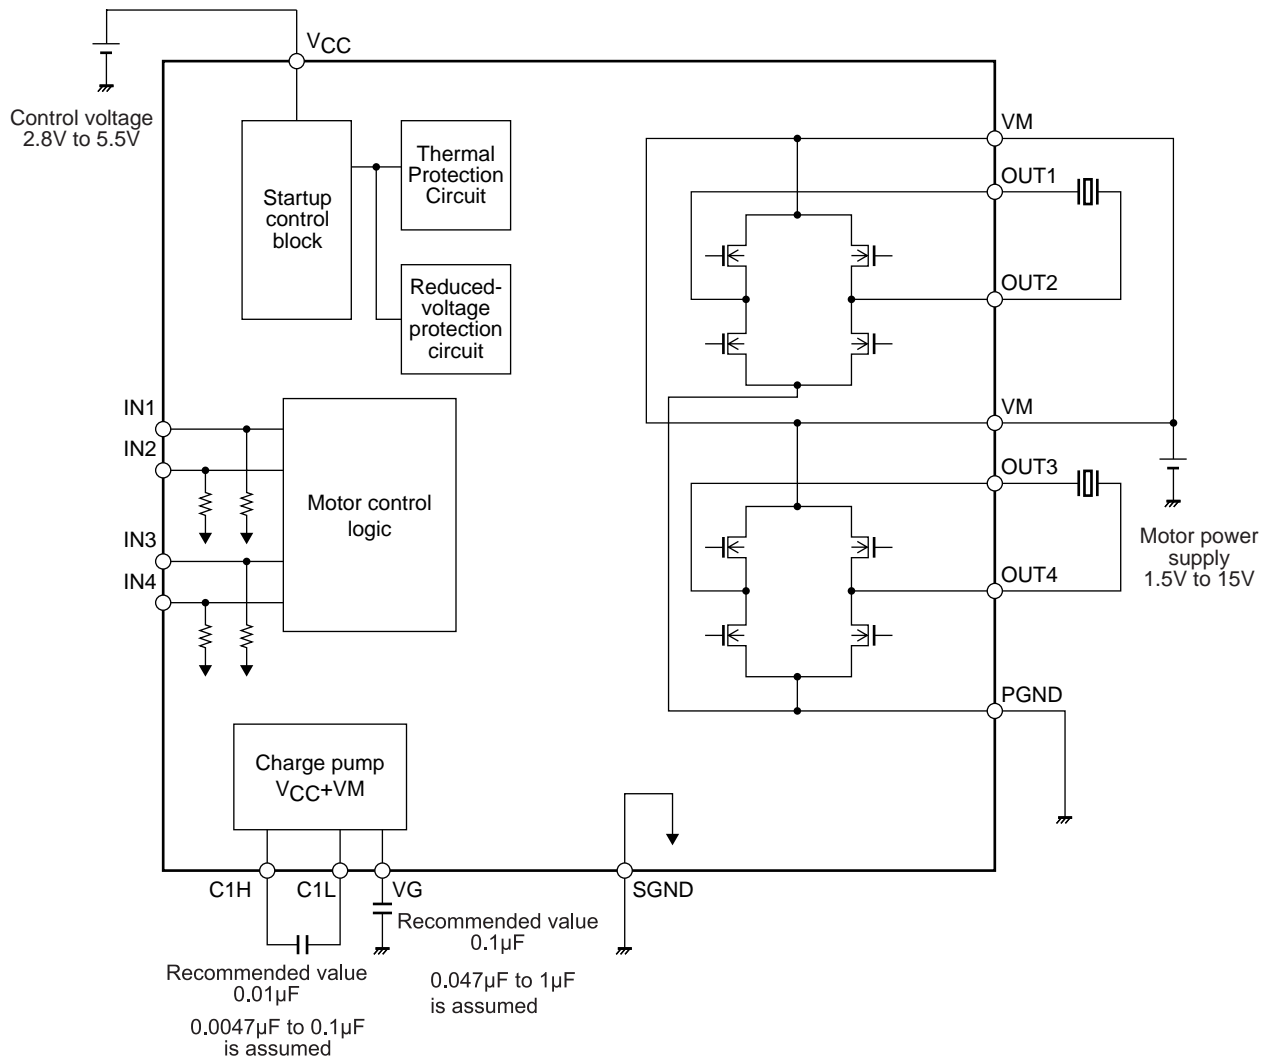 VCC
Control voltage
2.8V to 5.5V
Startup
control
block
Thermal
Protection
Circuit
Reduced-
voltage
protection
circuit
VM
OUT1
OUT2
VM
OUT3
OUT4
Motor power
supply
1.5V to 15V
PGND
IN1
IN2
IN3
IN4
Motor control
logic
Charge pump
VCC+VM
C1H
C1L
VG
SGND
Recommended value
0.1µF
0.047µF to 1µF
is assumed
Recommended value
0.01µF
0.0047µF to 0.1µF
is assumed